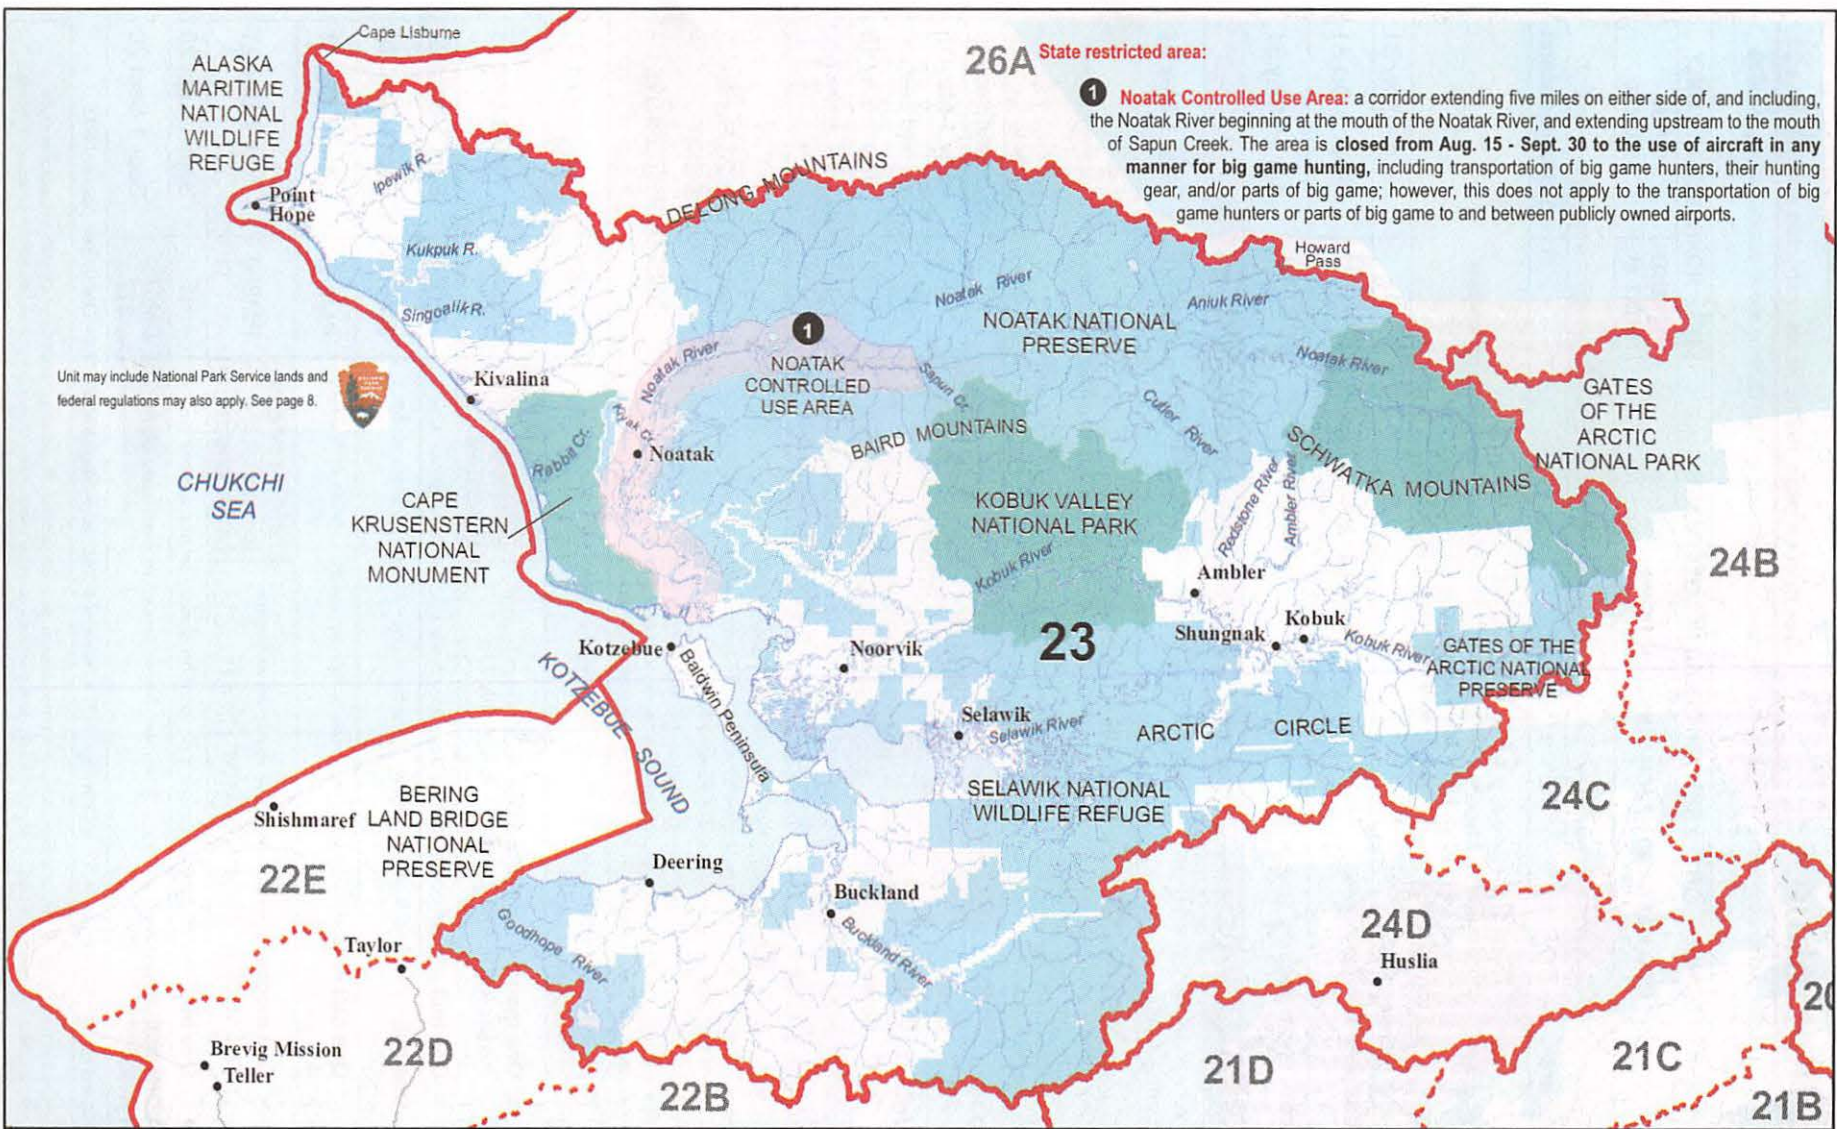 Cape Lisburne
ALASKA
MARITIME
NATIONAL
WILDLIFE
REFUGE
26A
State restricted area:
1 Noatak Controlled Use Area: a corridor extending five miles on either side of, and including,
the Noatak River beginning at the mouth of the Noatak River, and extending upstream to the mouth
of Sapun Creek. The area is closed from Aug. 15 - Sept. 30 to the use of aircraft in any
manner for big game hunting, including transportation of big game hunters, their hunting
gear, and/or parts of big game; however, this does not apply to the transportation of big
game hunters or parts of big game to and between publicly owned airports.
Point
Hope
Ipewik R.
DELONG MOUNTAINS
Kukpuk R.
Singoalik R.
Howard
Pass
Noatak River
Aniuk River
NOATAK NATIONAL
PRESERVE
1
NOATAK
CONTROLLED
USE AREA
Noatak River
Noatak River
Sapun Cr.
Cutler River
Unit may include National Park Service lands and
federal regulations may also apply. See page 8.
Kivalina
Rabbit Cr.
Noatak
BAIRD MOUNTAINS
SCHWATKA MOUNTAINS
GATES
OF THE
ARCTIC
NATIONAL PARK
CHUKCHI
SEA
CAPE
KRUSENSTERN
NATIONAL
MONUMENT
KOBUK VALLEY
NATIONAL PARK
Kobuk River
Redstone River
Ambler River
24B
Ambler
Kobuk
Shungnak
Kobuk River
GATES OF THE
ARCTIC NATIONAL
PRESERVE
23
Kotzebue
Noorvik
Baldwin Peninsula
KOTZEBUE SOUND
Selawik
Selawik River
ARCTIC CIRCLE
SELAWIK NATIONAL
WILDLIFE REFUGE
24C
Shishmaref
BERING
LAND BRIDGE
NATIONAL
PRESERVE
22E
Deering
Buckland
Buckland River
Goodhope River
24D
Huslia
Taylor
20
Brevig Mission
Teller
22D
22B
21D
21C
21B